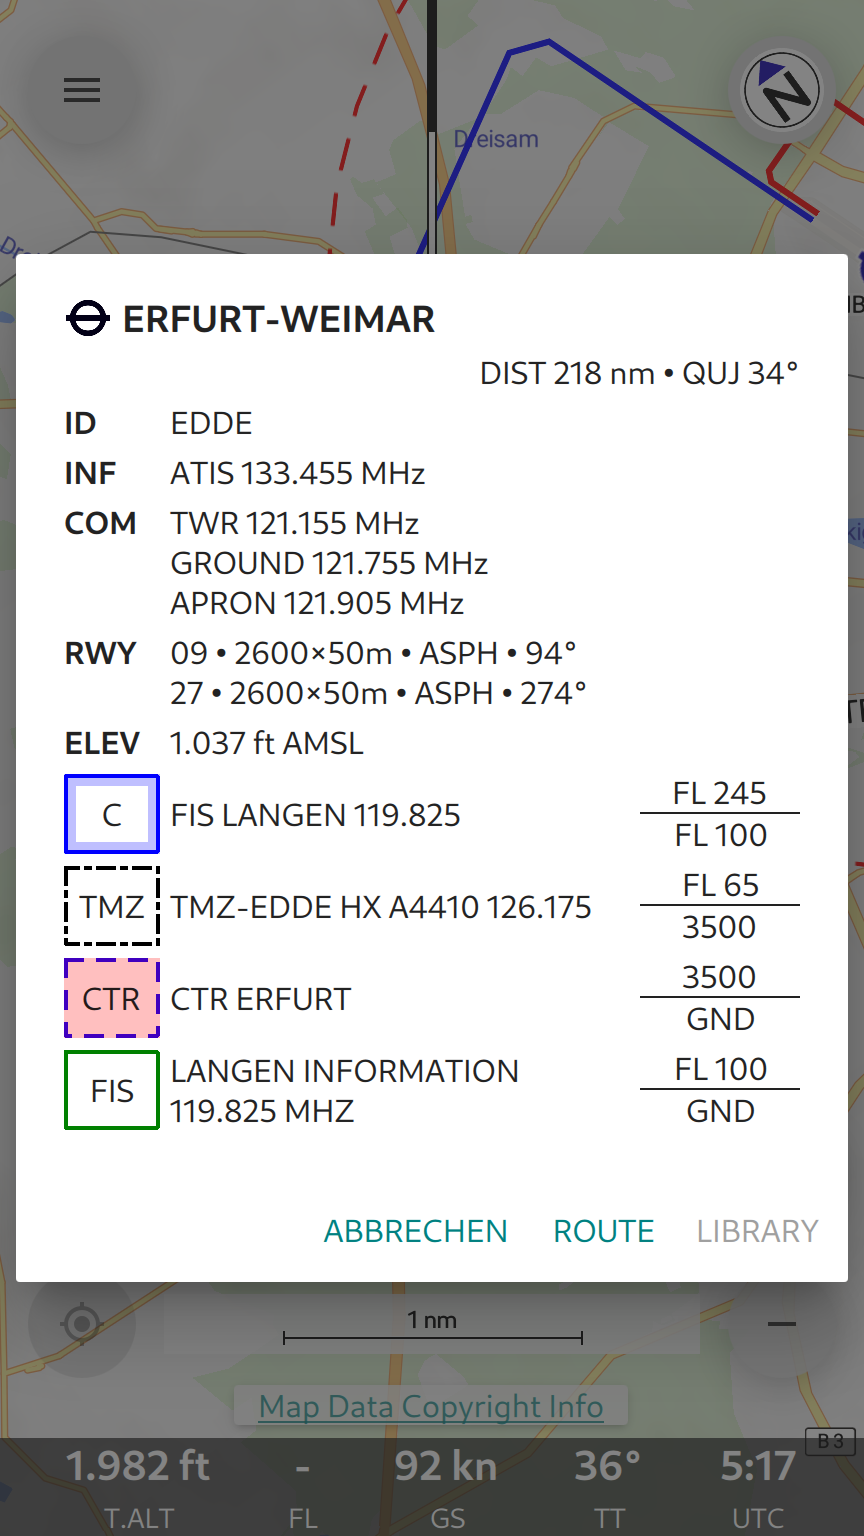 Dreisam
N
ERFURT-WEIMAR
DIST 218 nm • QUJ 34°
ID EDDE
INF ATIS 133.455 MHz
COM TWR 121.155 MHz
GROUND 121.755 MHz
APRON 121.905 MHz
RWY 09 • 2600×50m • ASPH • 94°
27 • 2600×50m • ASPH • 274°
ELEV 1.037 ft AMSL
C FIS LANGEN 119.825 FL 245
FL 100
TMZ TMZ-EDDE HX A4410 126.175 FL 65
3500
CTR CTR ERFURT 3500
GND
FIS LANGEN INFORMATION FL 100
119.825 MHZ GND
ABBRECHEN ROUTE LIBRARY
1 nm
Map Data Copyright Info
B 3
1.982 ft - 92 kn 36° 5:17
T.ALT FL GS TT UTC